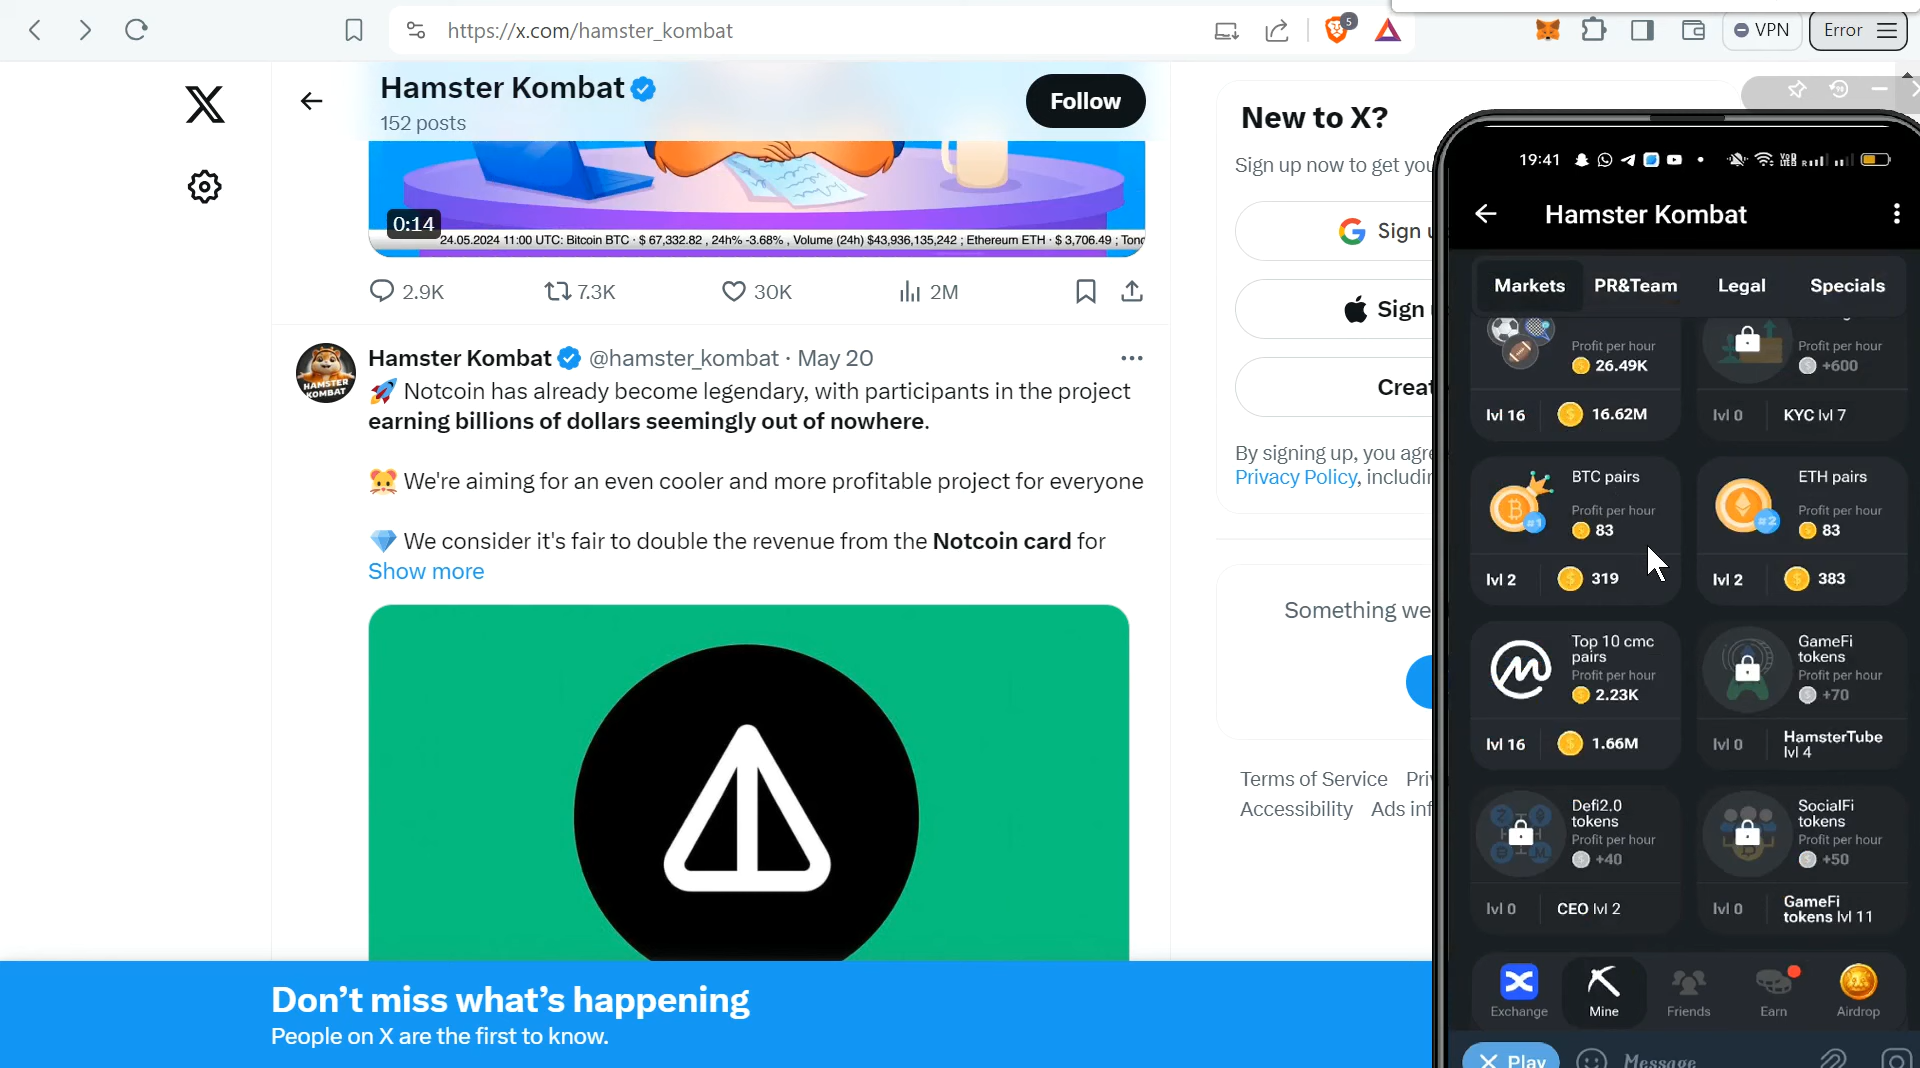 https://x.com/hamster_kombat
5
VPN
Error
Hamster Kombat
152 posts
Follow
0:14
24.05.2024 11:00 UTC: Bitcoin BTC · $ 67,332.82 , 24h% -3.68% , Volume (24h) $43,936,135,242 ; Ethereum ETH · $ 3,706.49 ;
2.9K
7.3K
30K
2M
HAMSTER
KOMBAT
Hamster Kombat @hamster_kombat · May 20
🚀 Notcoin has already become legendary, with participants in the project
earning billions of dollars seemingly out of nowhere.
🐹 We're aiming for an even cooler and more profitable project for everyone
💎 We consider it's fair to double the revenue from the Notcoin card for
Show more
Don't miss what's happening
People on X are the first to know.
New to X?
Sign up now to get
Sign
Sign
By signing up, you
Privacy Policy,
Something
Terms of Service
Accessibility Ads
19:41
Hamster Kombat
Markets
PR&Team
Legal
Specials
Profit per hour
26.49K
lvl 16
16.62M
Profit per hour
+600
lvl 0
KYC lvl 7
BTC pairs
Profit per hour
83
#1
lvl 2
319
ETH pairs
Profit per hour
83
#2
lvl 2
383
Top 10 cmc
pairs
Profit per hour
2.23K
lvl 16
1.66M
GameFi
tokens
Profit per hour
+70
lvl 0
HamsterTube
lvl 4
Defi2.0
tokens
Profit per hour
+40
lvl 0
CEO lvl 2
SocialFi
tokens
Profit per hour
+50
lvl 0
GameFi
tokens lvl 11
Exchange
Mine
Friends
Earn
Airdrop
Play
Message